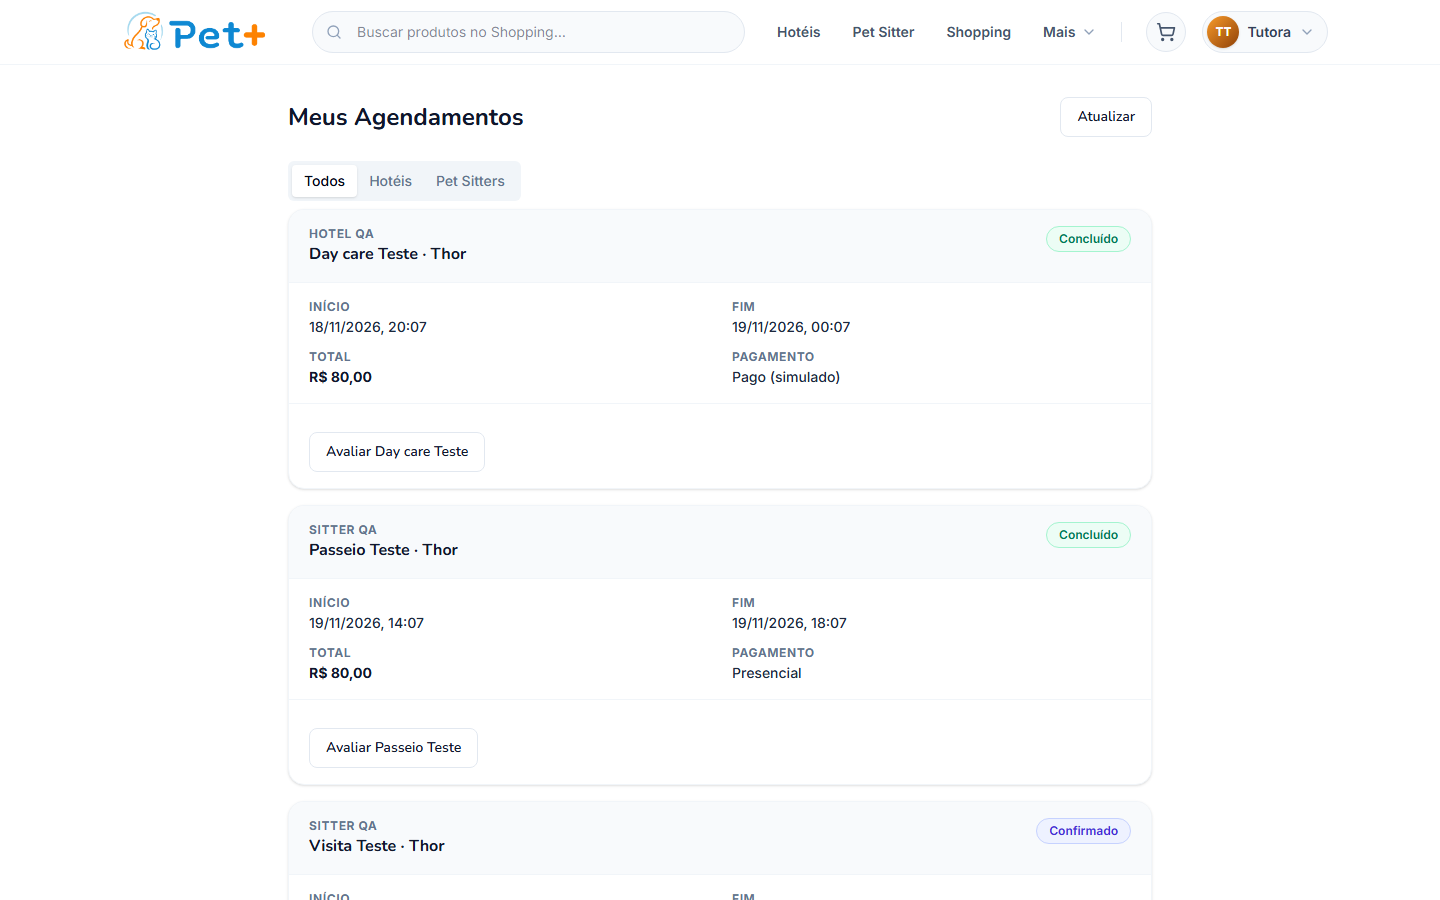 Pet+
Buscar produtos no Shopping...
Hotéis
Pet Sitter
Shopping
Mais
TT
Tutora
Meus Agendamentos
Atualizar
Todos
Hotéis
Pet Sitters
HOTEL QA
Day care Teste · Thor
Concluído
INÍCIO
18/11/2026, 20:07
FIM
19/11/2026, 00:07
TOTAL
R$ 80,00
PAGAMENTO
Pago (simulado)
Avaliar Day care Teste
SITTER QA
Passeio Teste · Thor
Concluído
INÍCIO
19/11/2026, 14:07
FIM
19/11/2026, 18:07
TOTAL
R$ 80,00
PAGAMENTO
Presencial
Avaliar Passeio Teste
SITTER QA
Visita Teste · Thor
Confirmado
INÍCIO
FIM